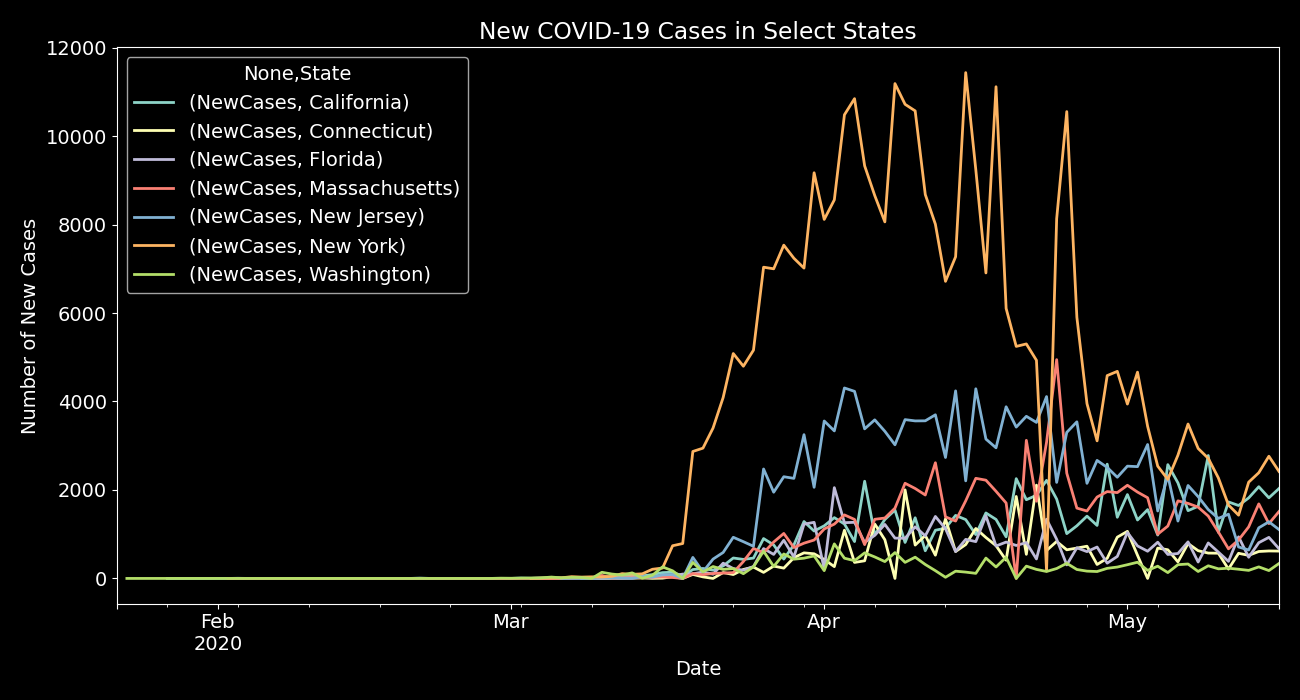 New COVID-19 Cases in Select States
12000
10000
8000
6000
4000
2000
0
Number of New Cases
None,State
(NewCases, California)
(NewCases, Connecticut)
(NewCases, Florida)
(NewCases, Massachusetts)
(NewCases, New Jersey)
(NewCases, New York)
(NewCases, Washington)
Feb Mar Apr May
2020
Date